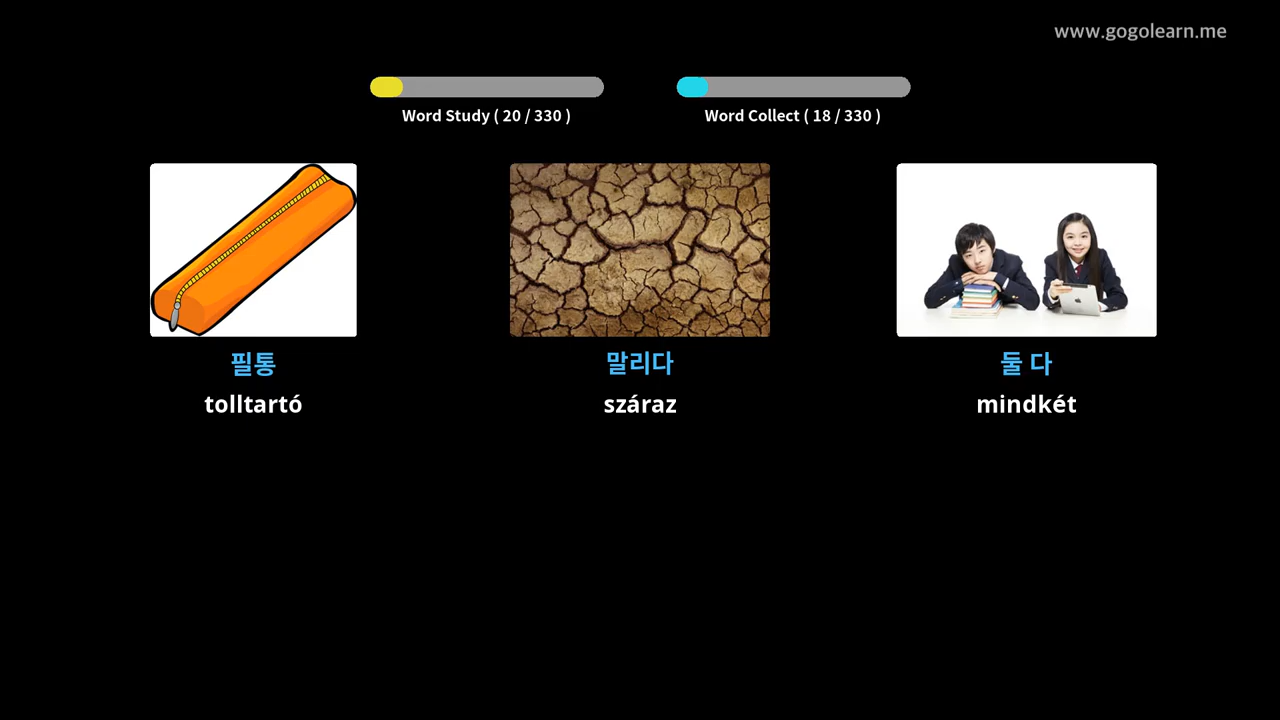 www.gogolearn.me
Word Study ( 20 / 330 )
Word Collect ( 18 / 330 )
필통
말리다
둘 다
tolltartó
száraz
mindkét